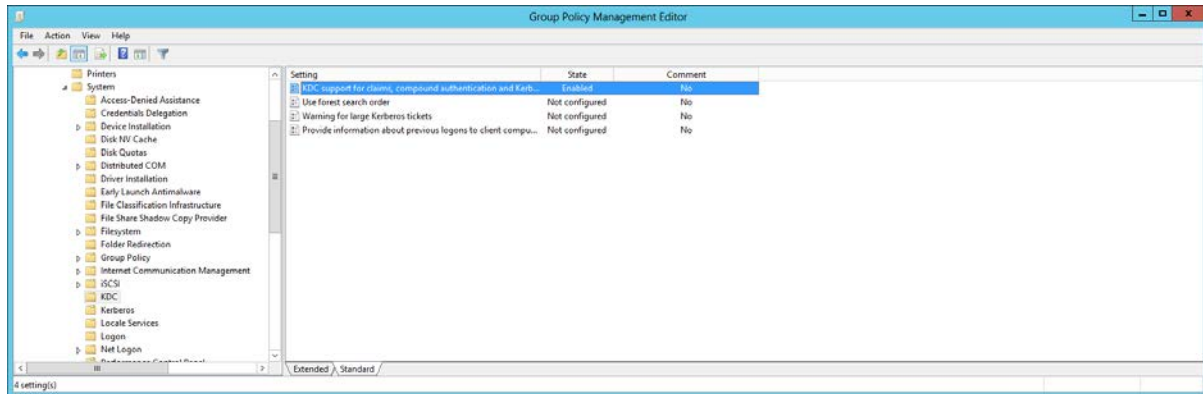 Group Policy Management Editor
File Action View Help
Printers
System
Access-Denied Assistance
Credentials Delegation
Device Installation
Disk NV Cache
Disk Quotas
Distributed COM
Driver Installation
Early Launch Antimalware
File Classification Infrastructure
File Share Shadow Copy Provider
Filesystem
Folder Redirection
Group Policy
Internet Communication Management
iSCSI
KDC
Kerberos
Locale Services
Logon
Net Logon
Setting State Comment
KDC support for claims, compound authentication and Kerb... Enabled No
Use forest search order Not configured No
Warning for large Kerberos tickets Not configured No
Provide information about previous logons to client compu... Not configured No
Extended Standard
4 setting(s)